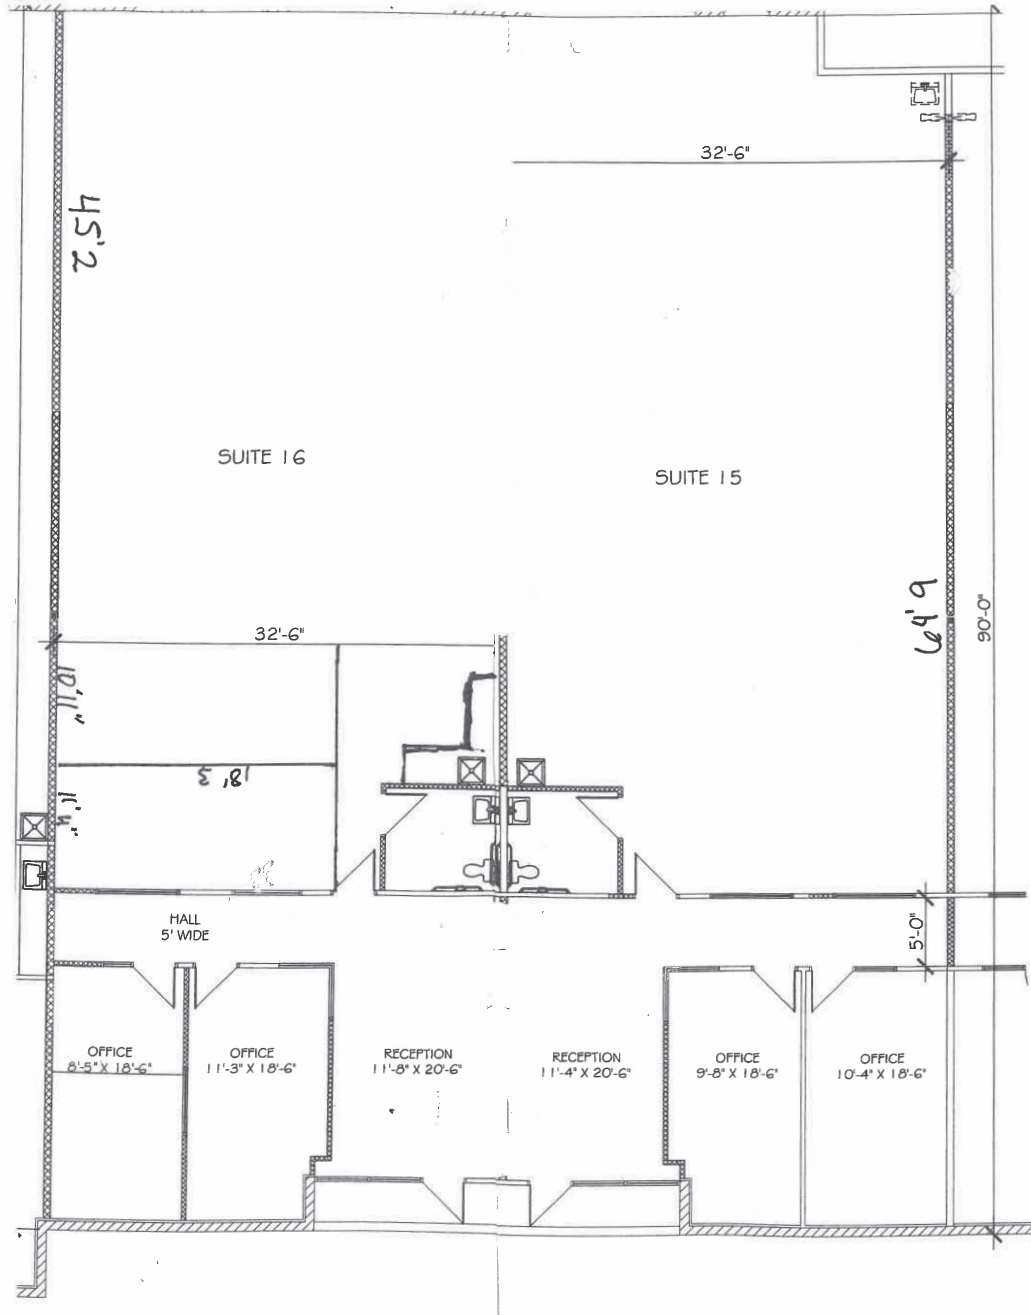 32'-6"
45'2
SUITE 16
SUITE 15
64'9
90'-0"
32'-6"
10'11"
18'3
11'4"
HALL
5' WIDE
5'-0"
OFFICE
8'-5" X 18'-6"
OFFICE
11'-3" X 18'-6"
RECEPTION
11'-8" X 20'-6"
RECEPTION
11'-4" X 20'-6"
OFFICE
9'-8" X 18'-6"
OFFICE
10'-4" X 18'-6"